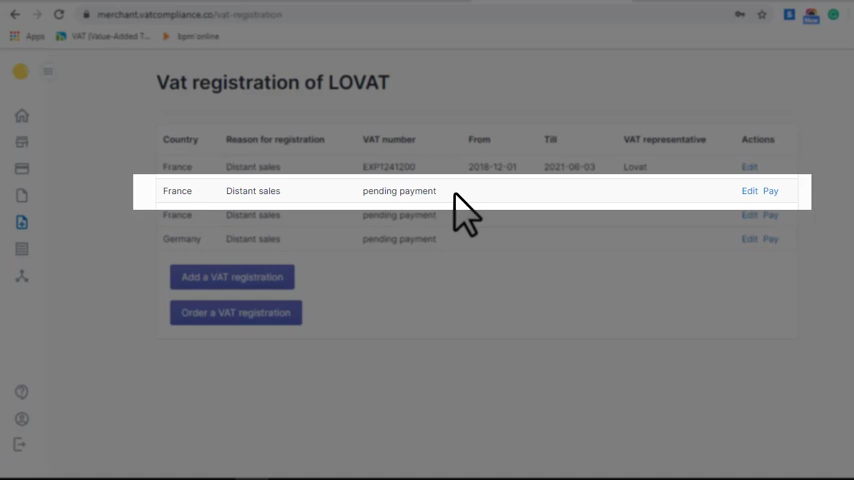 merchant.vatcompliance.co/vat-registration
Apps VAT (Value-Added T... bpm'online
Vat registration of LOVAT
Country Reason for registration VAT number From Till VAT representative Actions
France Distant sales EXP1241200 2018-12-01 2021-06-03 Lovat Edit
France Distant sales pending payment Edit Pay
France Distant sales pending payment Edit Pay
Germany Distant sales pending payment Edit Pay
Add a VAT registration
Order a VAT registration